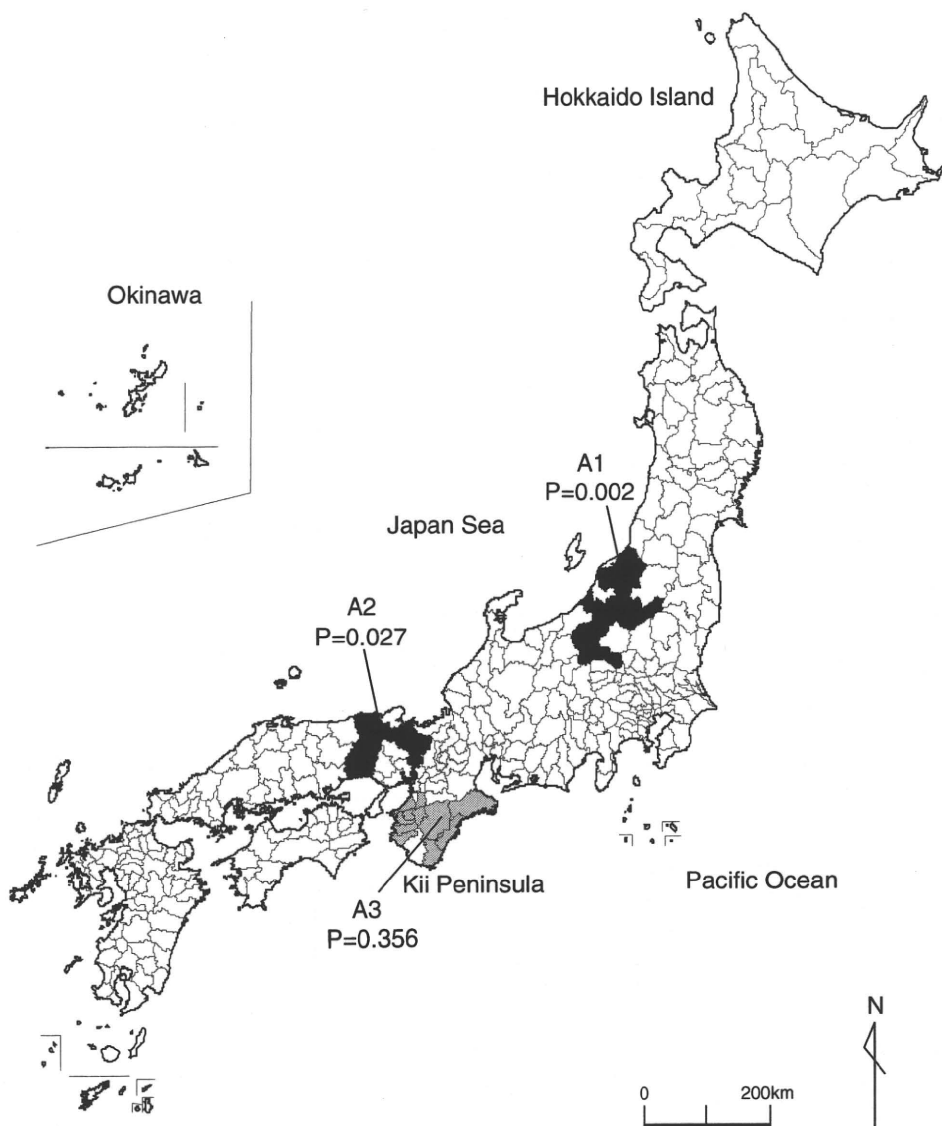 Hokkaido Island
Okinawa
A1
P=0.002
Japan Sea
A2
P=0.027
Kii Peninsula
Pacific Ocean
A3
P=0.356
N
0 200km